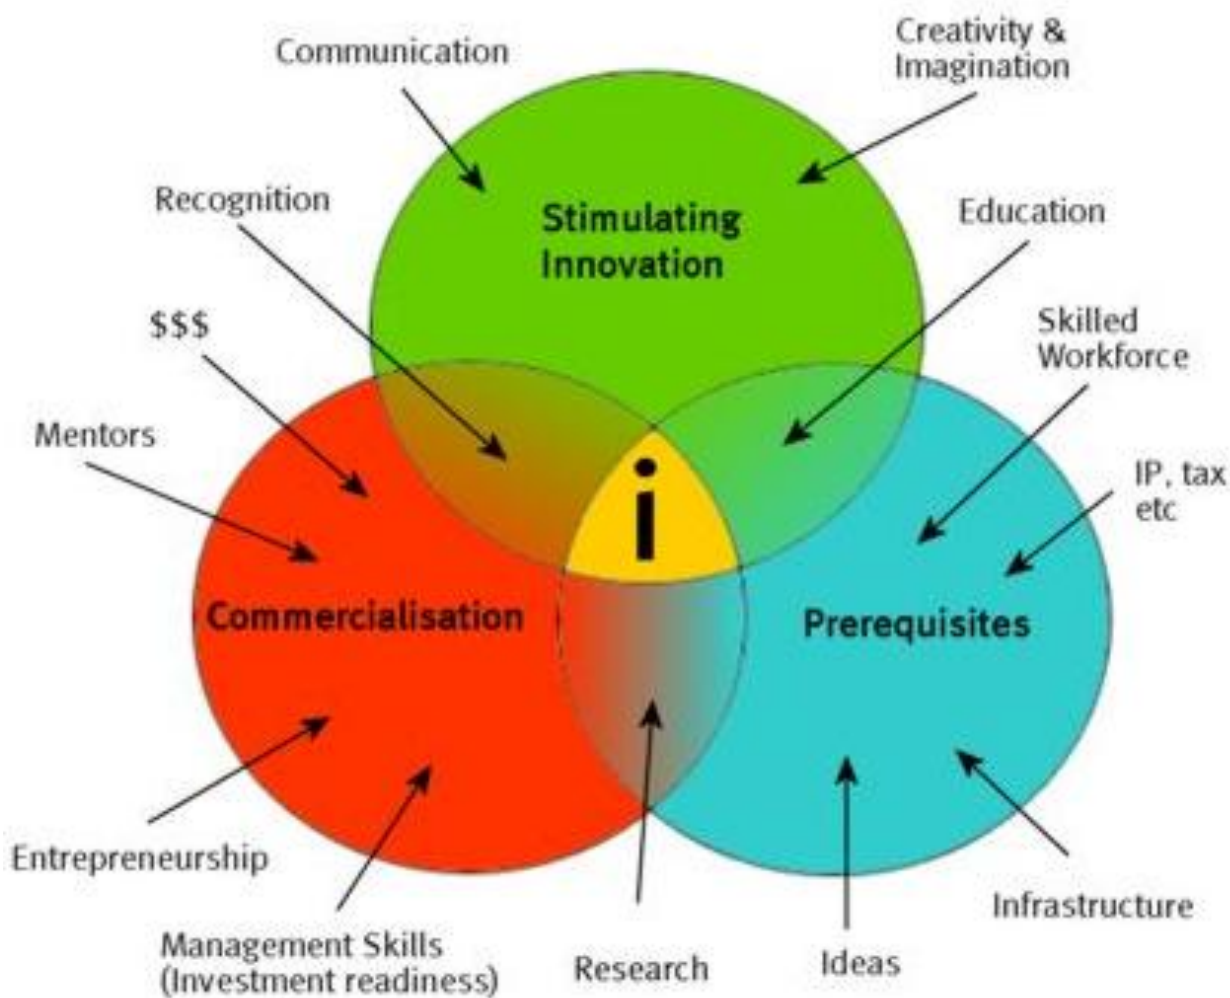 Communication
Creativity &
Imagination
Recognition
Education
Stimulating
Innovation
$$$
Skilled
Workforce
Mentors
IP, tax
etc
i
Commercialisation
Prerequisites
Entrepreneurship
Management Skills
(Investment readiness)
Research
Ideas
Infrastructure